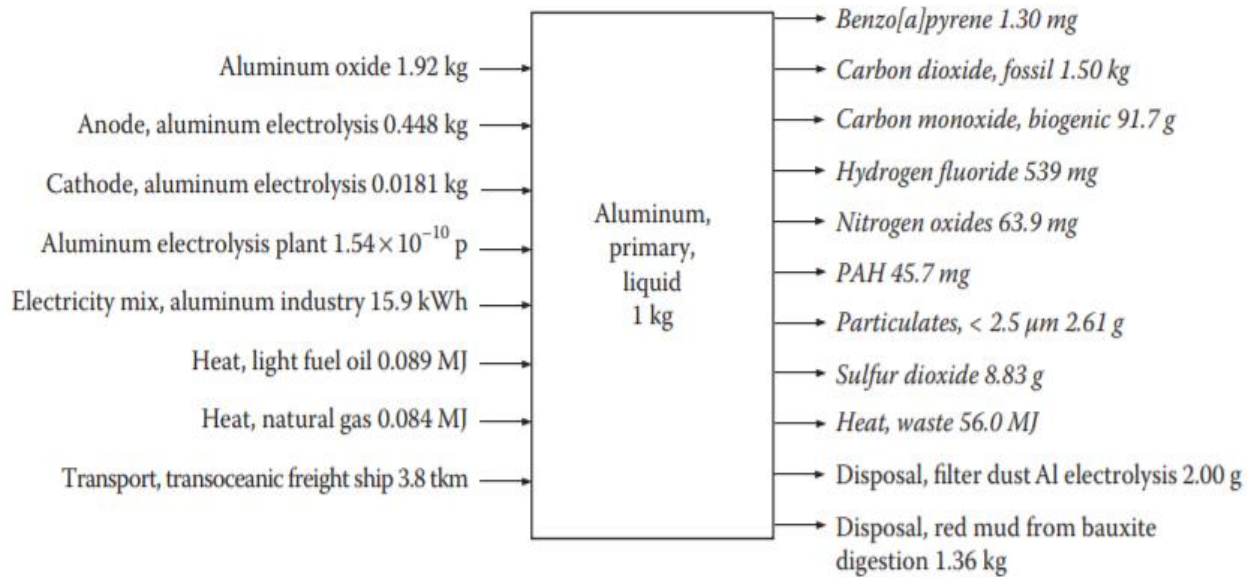 Aluminum oxide 1.92 kg
Anode, aluminum electrolysis 0.448 kg
Cathode, aluminum electrolysis 0.0181 kg
Aluminum electrolysis plant 1.54 × 10⁻¹⁰ p
Electricity mix, aluminum industry 15.9 kWh
Heat, light fuel oil 0.089 MJ
Heat, natural gas 0.084 MJ
Transport, transoceanic freight ship 3.8 tkm
Aluminum,
primary,
liquid
1 kg
Benzo[a]pyrene 1.30 mg
Carbon dioxide, fossil 1.50 kg
Carbon monoxide, biogenic 91.7 g
Hydrogen fluoride 539 mg
Nitrogen oxides 63.9 mg
PAH 45.7 mg
Particulates, < 2.5 µm 2.61 g
Sulfur dioxide 8.83 g
Heat, waste 56.0 MJ
Disposal, filter dust Al electrolysis 2.00 g
Disposal, red mud from bauxite
digestion 1.36 kg